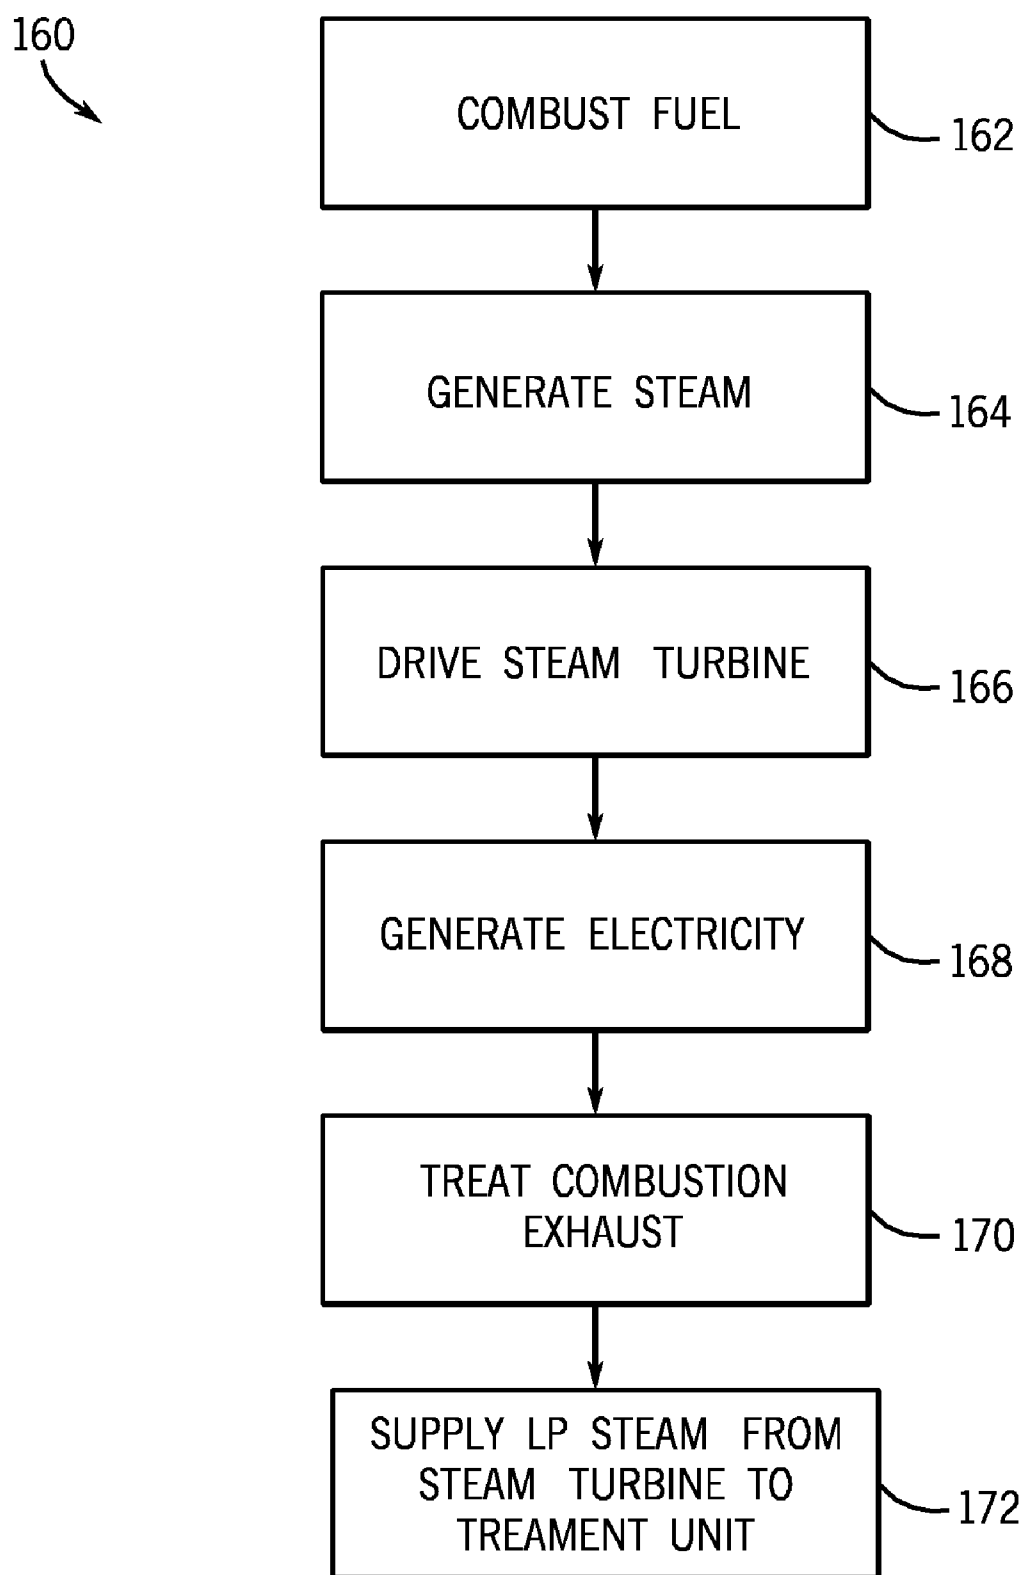 160
COMBUST FUEL
162
GENERATE STEAM
164
DRIVE STEAM TURBINE
166
GENERATE ELECTRICITY
168
TREAT COMBUSTION
EXHAUST
170
SUPPLY LP STEAM FROM
STEAM TURBINE TO
TREAMENT UNIT
172